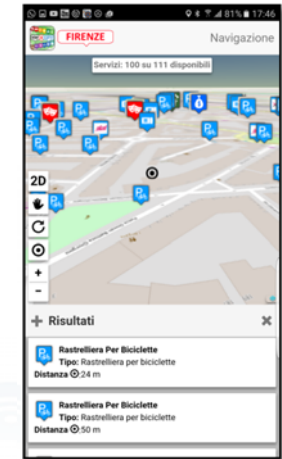 81% 17:46
FIRENZE
Navigazione
Servizi: 100 su 111 disponibili
2D
+
-
+ Risultati ×
Rastrelliera Per Biciclette
Tipo: Rastrelliera per biciclette
Distanza :24 m
Rastrelliera Per Biciclette
Tipo: Rastrelliera per biciclette
Distanza :50 m